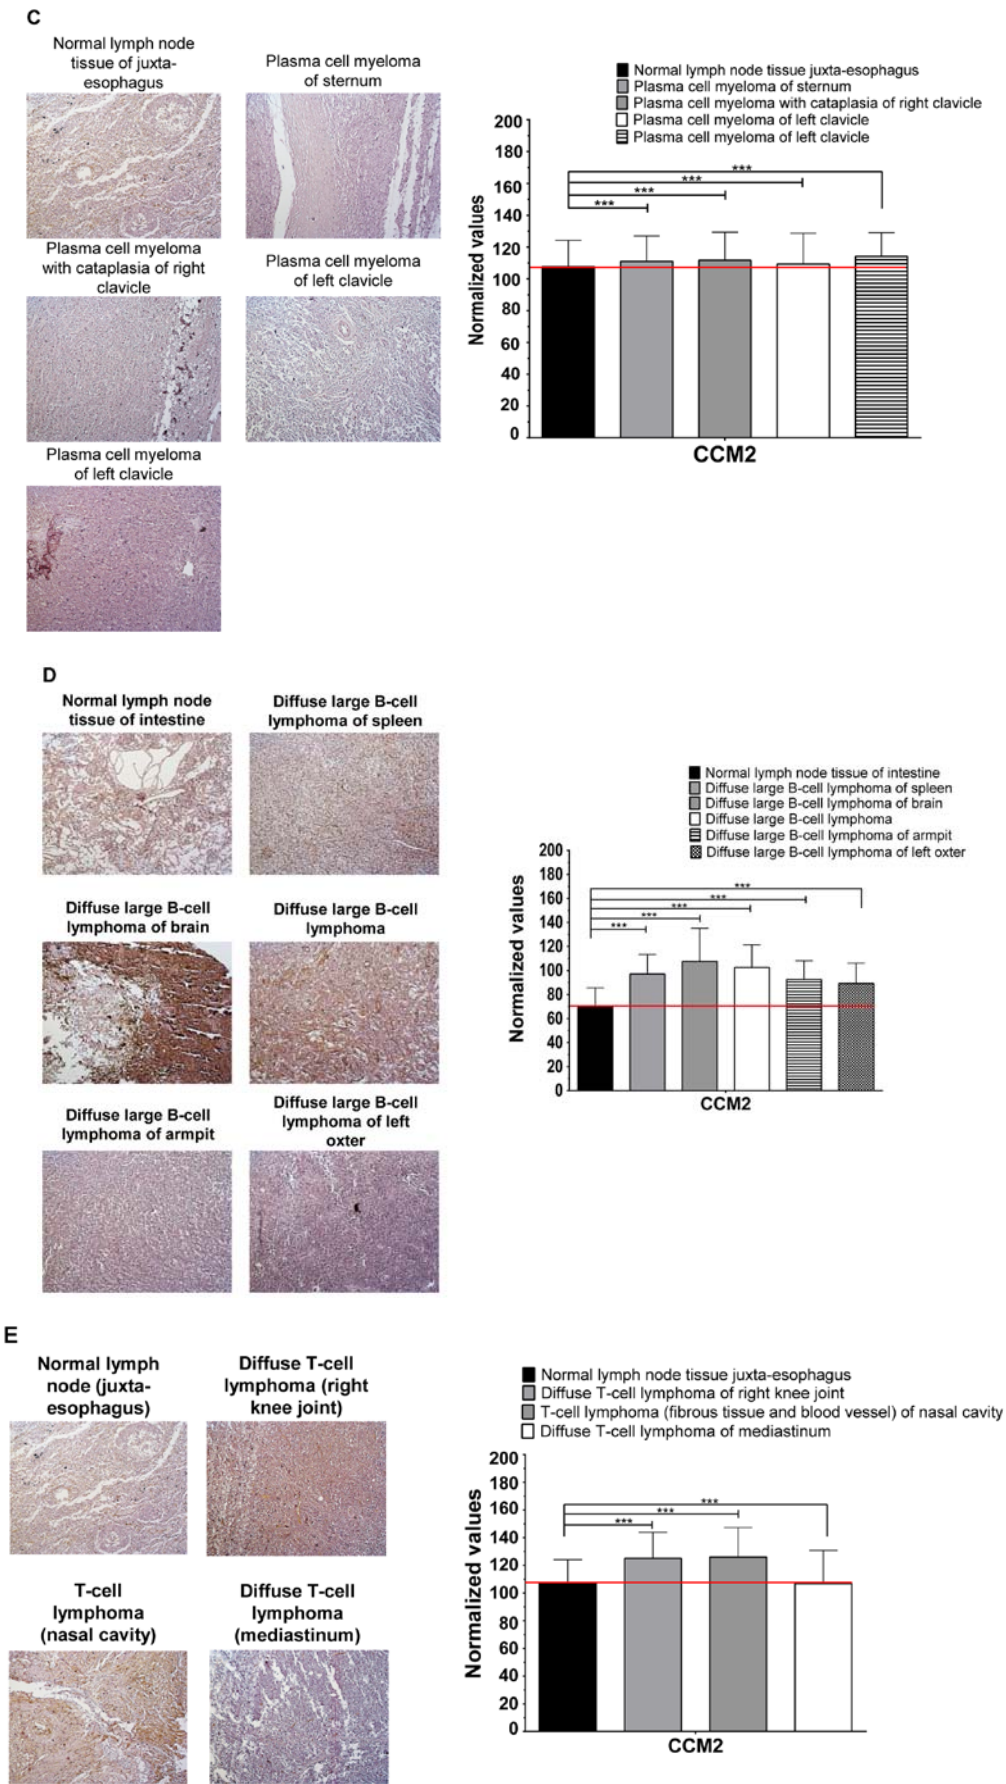 C
Normal lymph node
tissue of juxta-
esophagus
Plasma cell myeloma
of sternum
Plasma cell myeloma
with cataplasia of right
clavicle
Plasma cell myeloma
of left clavicle
Plasma cell myeloma
of left clavicle
Normal lymph node tissue juxta-esophagus
Plasma cell myeloma of sternum
Plasma cell myeloma with cataplasia of right clavicle
Plasma cell myeloma of left clavicle
Plasma cell myeloma of left clavicle
Normalized values
200
180
160
140
120
100
80
60
40
20
0
***
***
***
***
CCM2
D
Normal lymph node
tissue of intestine
Diffuse large B-cell
lymphoma of spleen
Diffuse large B-cell
lymphoma of brain
Diffuse large B-cell
lymphoma
Diffuse large B-cell
lymphoma of armpit
Diffuse large B-cell
lymphoma of left
oxter
Normal lymph node tissue of intestine
Diffuse large B-cell lymphoma of spleen
Diffuse large B-cell lymphoma of brain
Diffuse large B-cell lymphoma
Diffuse large B-cell lymphoma of armpit
Diffuse large B-cell lymphoma of left oxter
Normalized values
200
180
160
140
120
100
80
60
40
20
0
***
***
***
***
***
CCM2
E
Normal lymph
node (juxta-
esophagus)
Diffuse T-cell
lymphoma (right
knee joint)
T-cell
lymphoma
(nasal cavity)
Diffuse T-cell
lymphoma
(mediastinum)
Normal lymph node tissue juxta-esophagus
Diffuse T-cell lymphoma of right knee joint
T-cell lymphoma (fibrous tissue and blood vessel) of nasal cavity
Diffuse T-cell lymphoma of mediastinum
Normalized values
200
180
160
140
120
100
80
60
40
20
0
***
***
***
CCM2